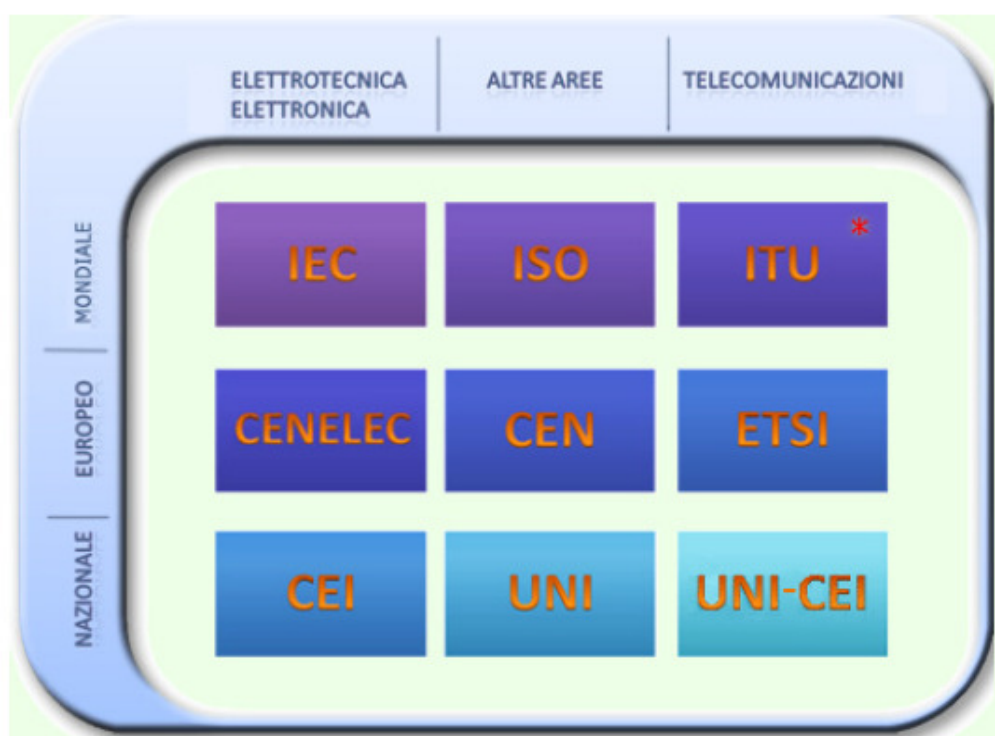 ELETTROTECNICA
ELETTRONICA
ALTRE AREE
TELECOMUNICAZIONI
MONDIALE
IEC
ISO
ITU *
EUROPEO
CENELEC
CEN
ETSI
NAZIONALE
CEI
UNI
UNI-CEI